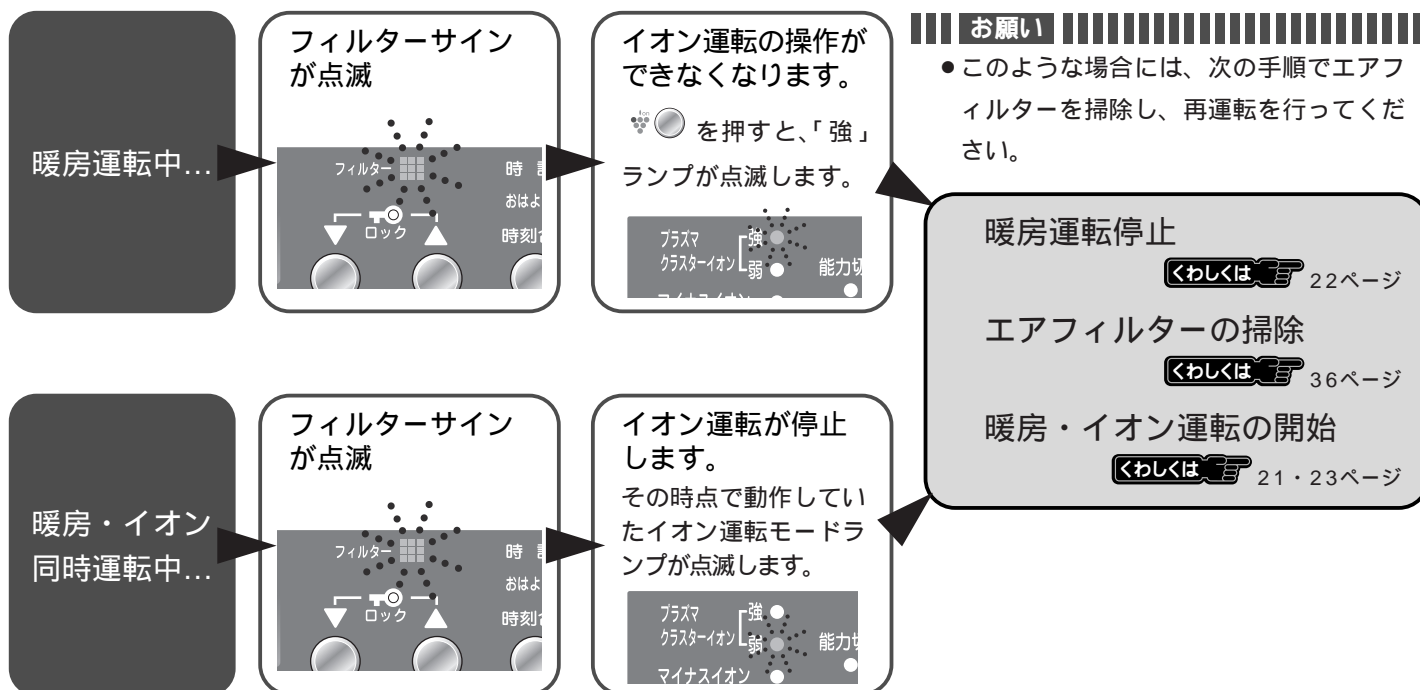 暖房運転中...
フィルターサイン
が点滅
フィルター
時
おはよ
ロック
時刻
イオン運転の操作が
できなくなります。
ion
を押すと、「強」
ランプが点滅します。
プラズマ
クラスターイオン
強
弱
能力切
マイナスイオン
お願い
●このような場合には、次の手順でエアフ
ィルターを掃除し、再運転を行ってくだ
さい。
暖房運転停止
くわしくは 22ページ
エアフィルターの掃除
くわしくは 36ページ
暖房・イオン運転の開始
くわしくは 21・23ページ
暖房・イオン
同時運転中...
フィルターサイン
が点滅
フィルター
時
おはよ
ロック
時刻
イオン運転が停止
します。
その時点で動作してい
たイオン運転モードラ
ンプが点滅します。
プラズマ
クラスターイオン
強
弱
能力切
マイナスイオン